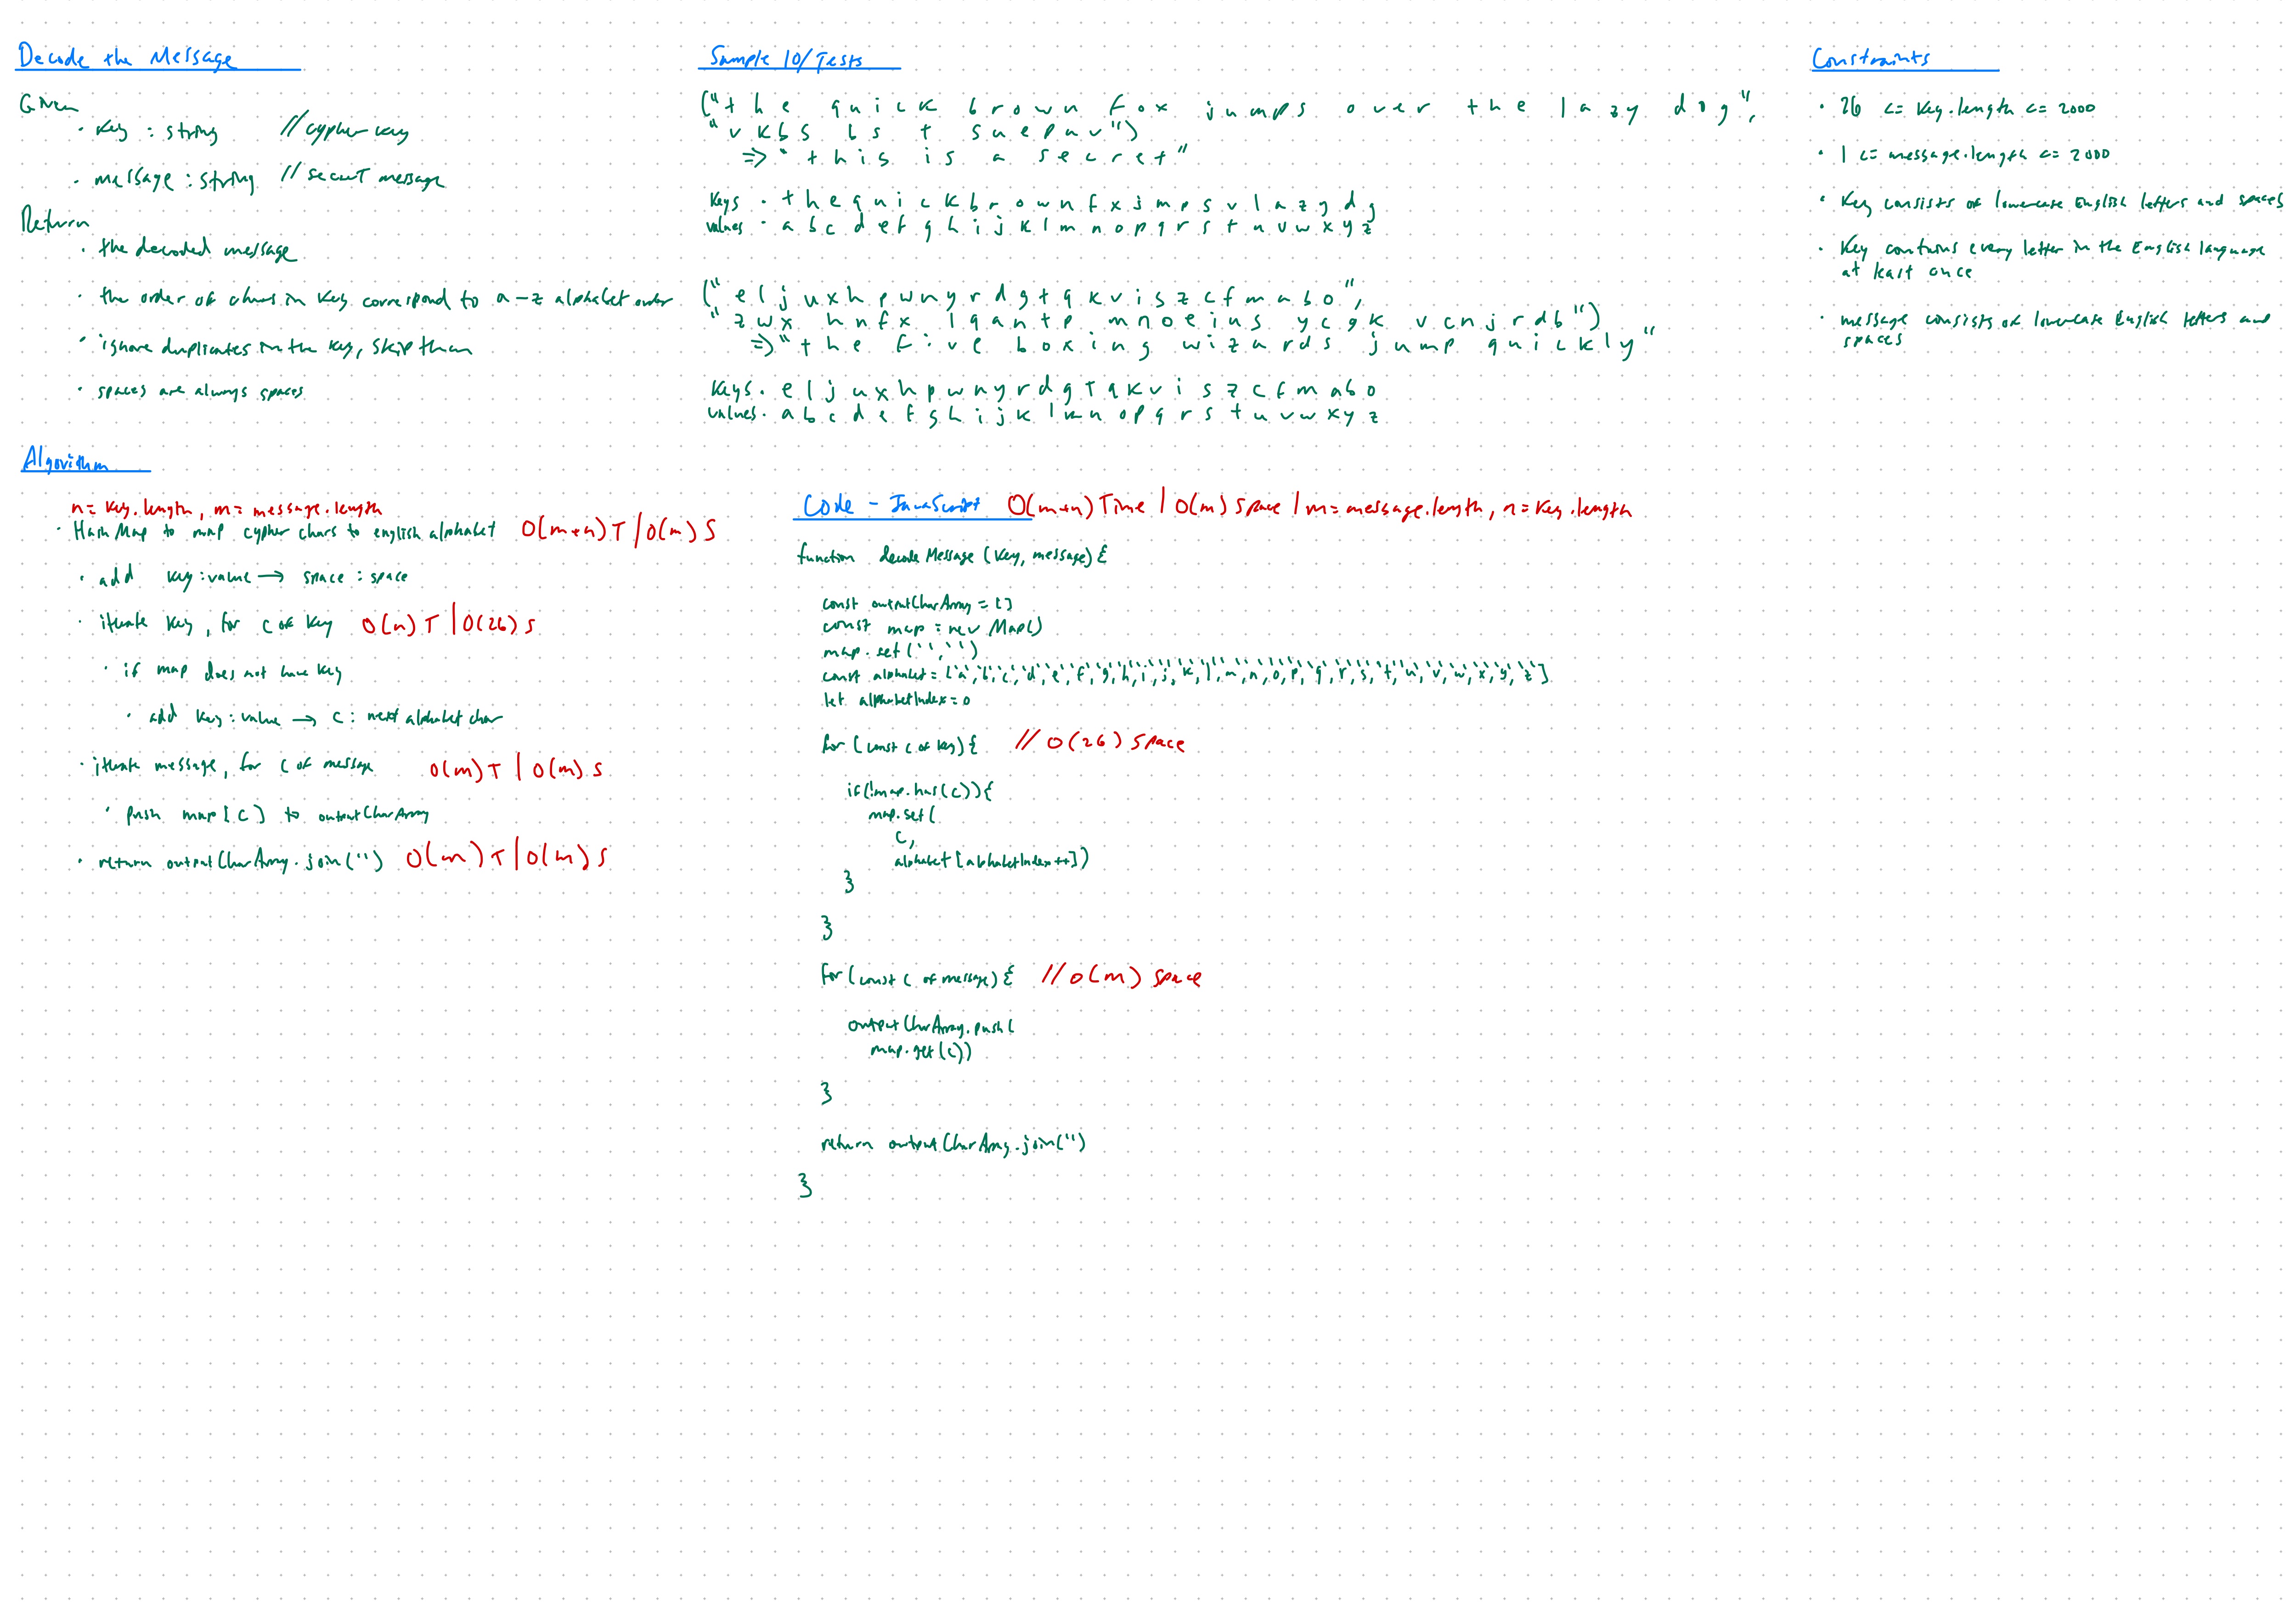 Decode the Message
Given
· key : string // cypher key
· message : string // secret message
Return
· the decoded message
· the order of chars in key correspond to a-z alphabet order
· ignore duplicates in the key, skip them
· spaces are always spaces
Sample IO/Tests
("the quick brown fox jumps over the lazy dog",
"vkbs bs t suepuv")
=> "this is a secret"
keys · t h e q u i c k b r o w n f x j m p s v l a z y d g
values · a b c d e f g h i j k l m n o p q r s t u v w x y z
("eljuxhpwnyrdgtqkviszcfmabo",
"zwx hnfx lqantp mnoeius ycgk vcnjrdb")
=> "the five boxing wizards jump quickly"
keys · e l j u x h p w n y r d g t q k v i s z c f m a b o
values · a b c d e f g h i j k l m n o p q r s t u v w x y z
Constraints
· 26 <= key.length <= 2000
· 1 <= message.length <= 2000
· key consists of lowercase English letters and spaces
· key contains every letter in the English language
at least once
· message consists of lowercase English letters and
spaces
Algorithm
n = key.length, m = message.length
· Hash Map to map cypher chars to english alphabet O(m+n) T | O(m) S
· add key:value → space : space
· iterate key, for c of key O(n) T | O(26) S
· if map does not have key
· add key:value → c : next alphabet char
· iterate message, for c of message O(m) T | O(m) S
· push map[c] to outputCharArray
· return outputCharArray.join('') O(m) T | O(m) S
Code - JavaScript O(m+n) Time | O(m) Space | m = message.length, n = key.length
function decodeMessage(key, message) {
const outputCharArray = []
const map = new Map()
map.set(' ', ' ')
const alphabet = ['a','b','c','d','e','f','g','h','i','j','k','l','m','n','o','p','q','r','s','t','u','v','w','x','y','z']
let alphabetIndex = 0
for (const c of key) { // O(26) space
if (!map.has(c)) {
map.set(
c,
alphabet[alphabetIndex++])
}
}
for (const c of message) { // O(m) space
outputCharArray.push(
map.get(c))
}
return outputCharArray.join('')
}